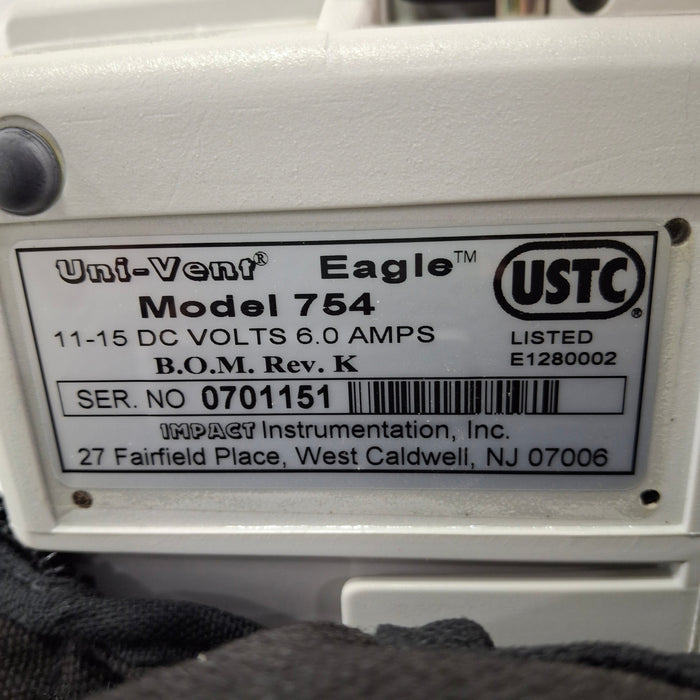 Uni-Vent® Eagle™
Model 754
11-15 DC VOLTS 6.0 AMPS
B.O.M. Rev. K
USTC®
LISTED
E1280002
SER. NO 0701151
IMPACT Instrumentation, Inc.
27 Fairfield Place, West Caldwell, NJ 07006